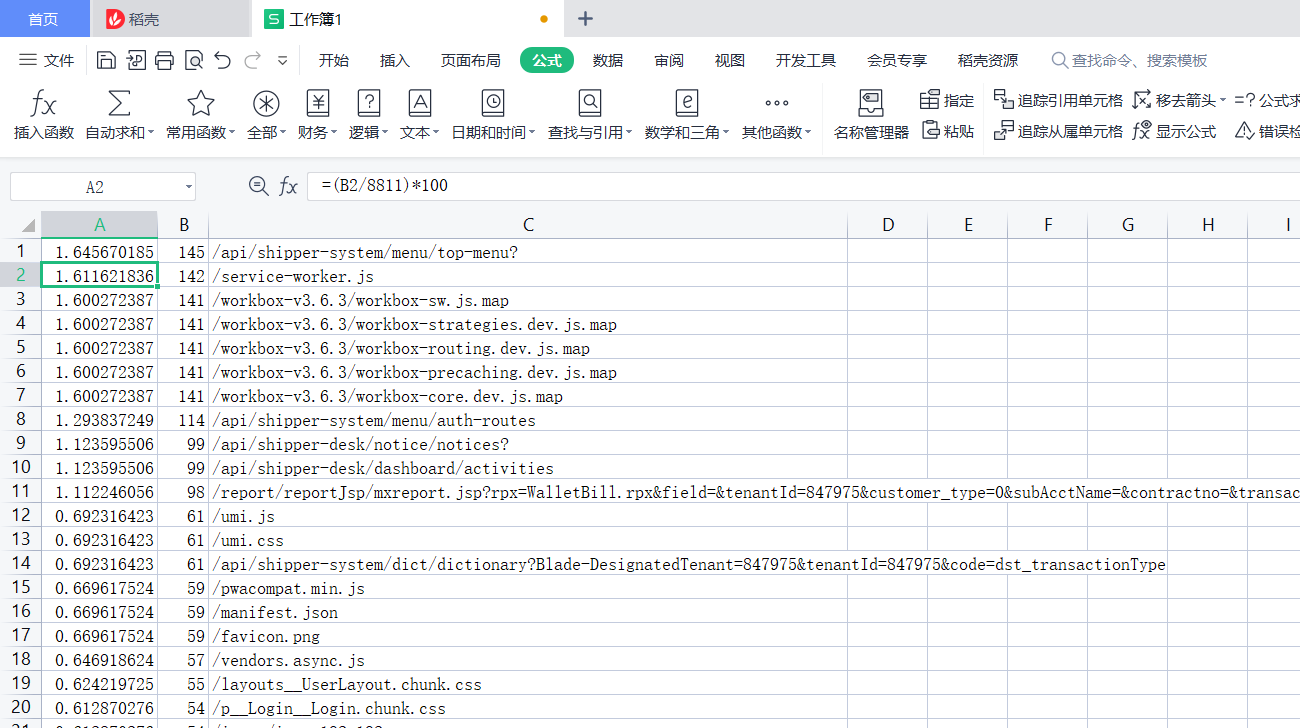 首页 稻壳 S 工作簿1 +
文件 开始 插入 页面布局 公式 数据 审阅 视图 开发工具 会员专享 稻壳资源 查找命令、搜索模板
fx 指定 追踪引用单元格 移去箭头 =? 公式求
插入函数 自动求和 常用函数 全部 财务 逻辑 文本 日期和时间 查找与引用 数学和三角 其他函数 名称管理器 粘贴 追踪从属单元格 显示公式 错误检
A2 fx =(B2/8811)*100
A B C D E F G H I
1 1.645670185 145 /api/shipper-system/menu/top-menu?
2 1.611621836 142 /service-worker.js
3 1.600272387 141 /workbox-v3.6.3/workbox-sw.js.map
4 1.600272387 141 /workbox-v3.6.3/workbox-strategies.dev.js.map
5 1.600272387 141 /workbox-v3.6.3/workbox-routing.dev.js.map
6 1.600272387 141 /workbox-v3.6.3/workbox-precaching.dev.js.map
7 1.600272387 141 /workbox-v3.6.3/workbox-core.dev.js.map
8 1.293837249 114 /api/shipper-system/menu/auth-routes
9 1.123595506 99 /api/shipper-desk/notice/notices?
10 1.123595506 99 /api/shipper-desk/dashboard/activities
11 1.112246056 98 /report/reportJsp/mxreport.jsp?rpx=WalletBill.rpx&field=&tenantId=847975&customer_type=0&subAcctName=&contractno=&transac
12 0.692316423 61 /umi.js
13 0.692316423 61 /umi.css
14 0.692316423 61 /api/shipper-system/dict/dictionary?Blade-DesignatedTenant=847975&tenantId=847975&code=dst_transactionType
15 0.669617524 59 /pwacompat.min.js
16 0.669617524 59 /manifest.json
17 0.669617524 59 /favicon.png
18 0.646918624 57 /vendors.async.js
19 0.624219725 55 /layouts__UserLayout.chunk.css
20 0.612870276 54 /p__Login__Login.chunk.css